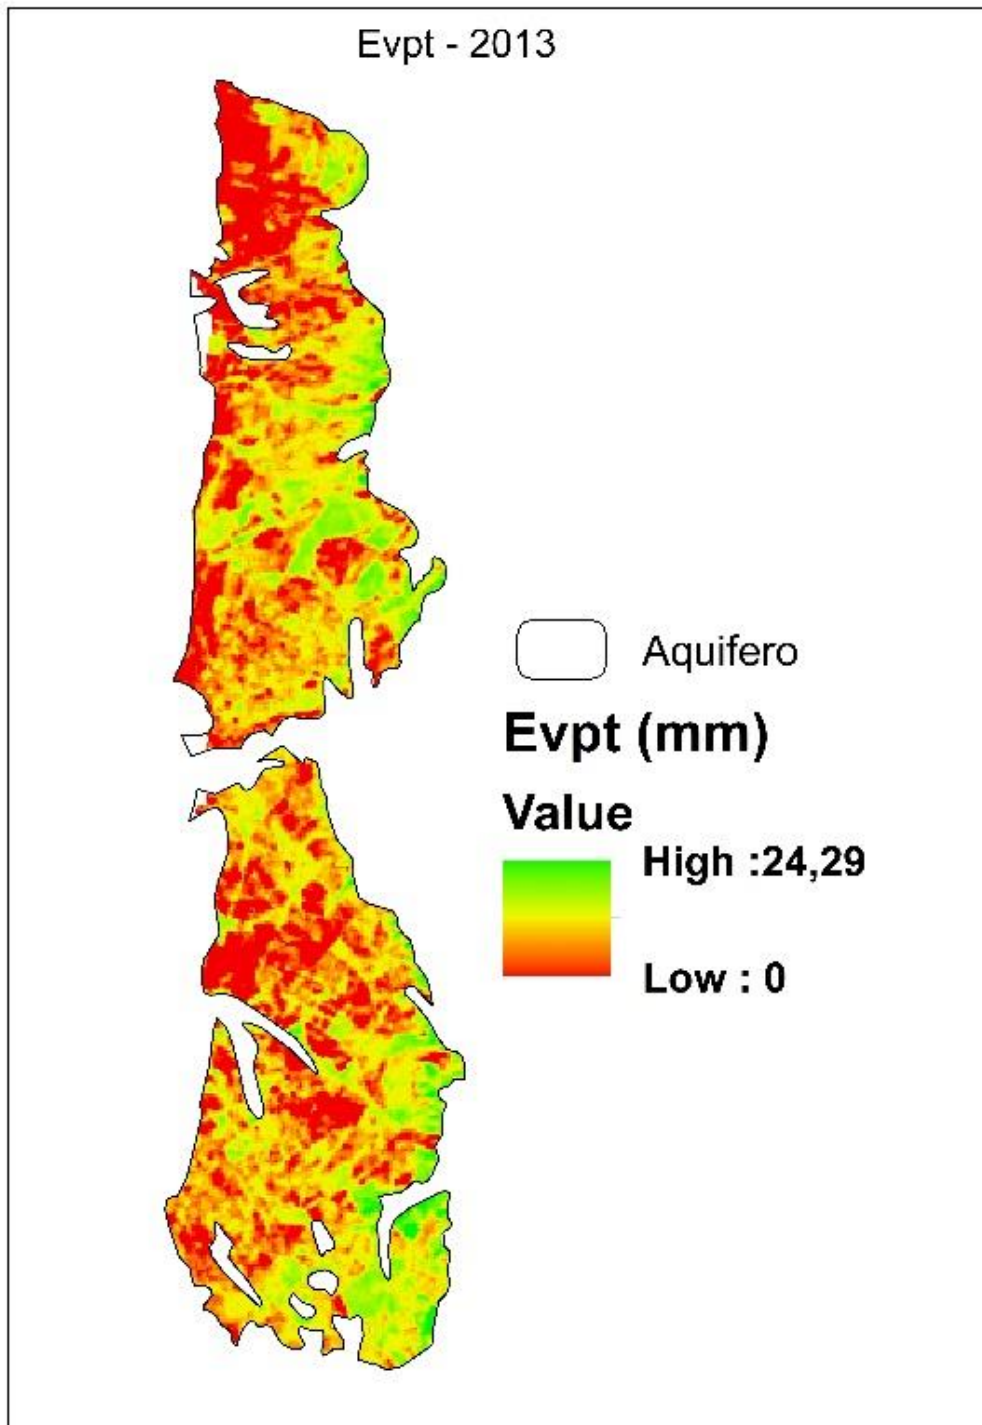 Evpt - 2013
Aquifero
Evpt (mm)
Value
High :24,29
Low : 0